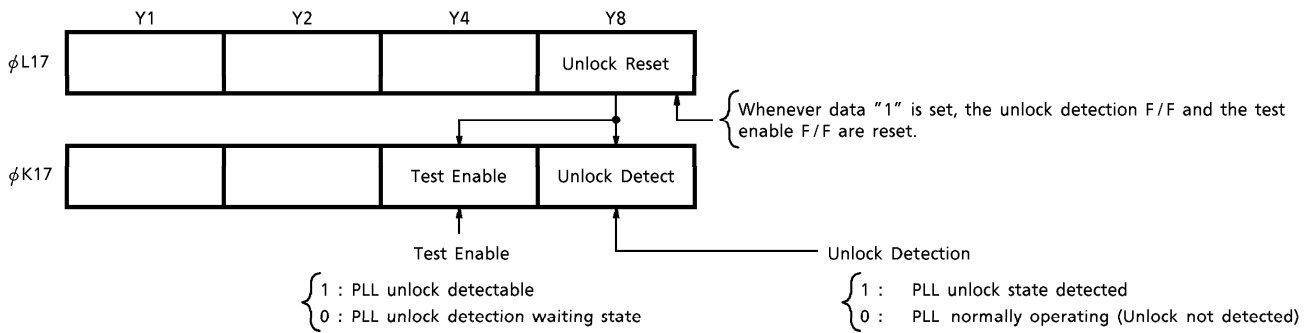 Y1 Y2 Y4 Y8
φL17 Unlock Reset
Whenever data "1" is set, the unlock detection F/F and the test
enable F/F are reset.
φK17 Test Enable Unlock Detect
Test Enable Unlock Detection
1 : PLL unlock detectable 1 : PLL unlock state detected
0 : PLL unlock detection waiting state 0 : PLL normally operating (Unlock not detected)